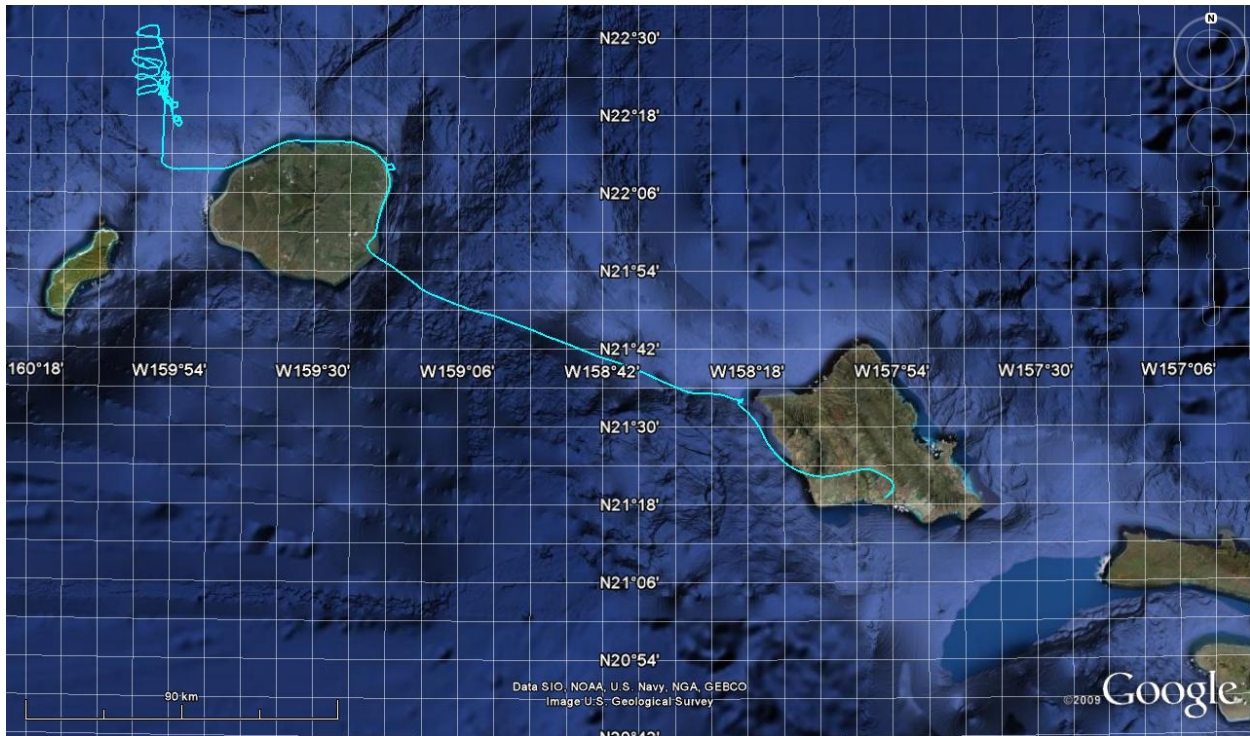 N
N22°30'
N22°18'
N22°06'
N21°54'
N21°42'
160°18' W159°54' W159°30' W159°06' W158°42' W158°18' W157°54' W157°30' W157°06'
N21°30'
N21°18'
N21°06'
N20°54'
90 km
Data SIO, NOAA, U.S. Navy, NGA, GEBCO
Image U.S. Geological Survey
©2009 Google
N20°42'